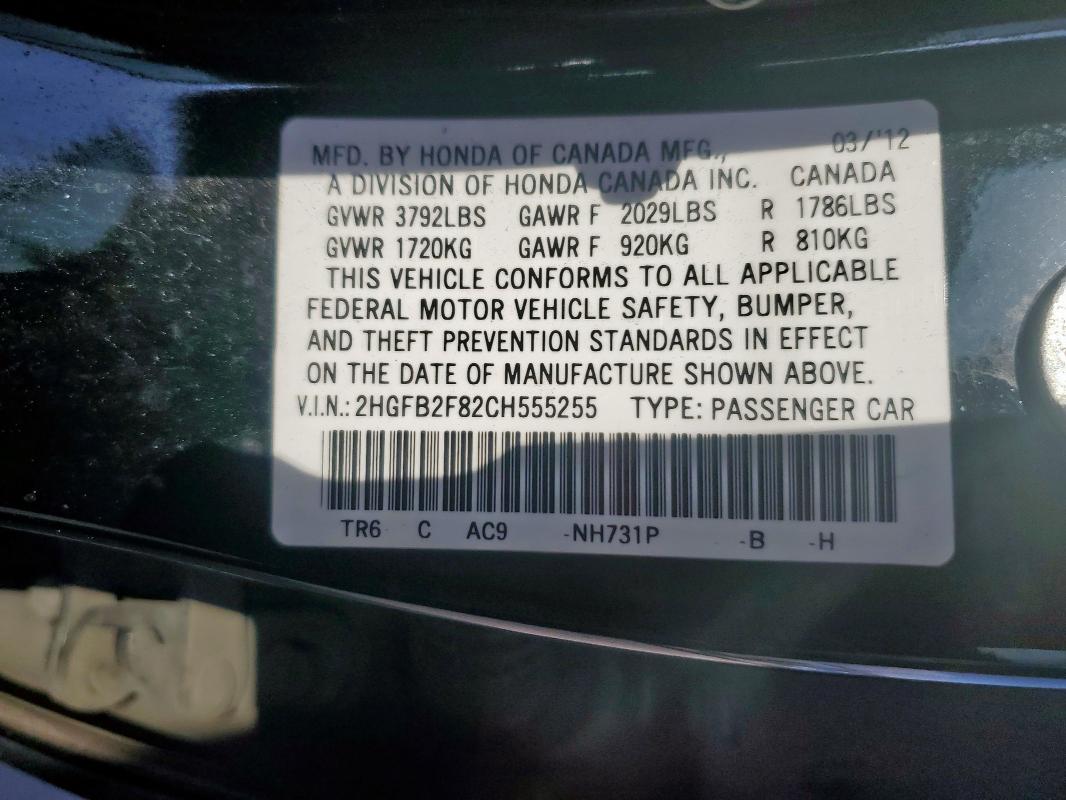 MFD. BY HONDA OF CANADA MFG., 03/'12
A DIVISION OF HONDA CANADA INC. CANADA
GVWR 3792LBS GAWR F 2029LBS R 1786LBS
GVWR 1720KG GAWR F 920KG R 810KG
THIS VEHICLE CONFORMS TO ALL APPLICABLE
FEDERAL MOTOR VEHICLE SAFETY, BUMPER,
AND THEFT PREVENTION STANDARDS IN EFFECT
ON THE DATE OF MANUFACTURE SHOWN ABOVE.
V.I.N.: 2HGFB2F82CH555255 TYPE: PASSENGER CAR
TR6 C AC9 -NH731P -B -H